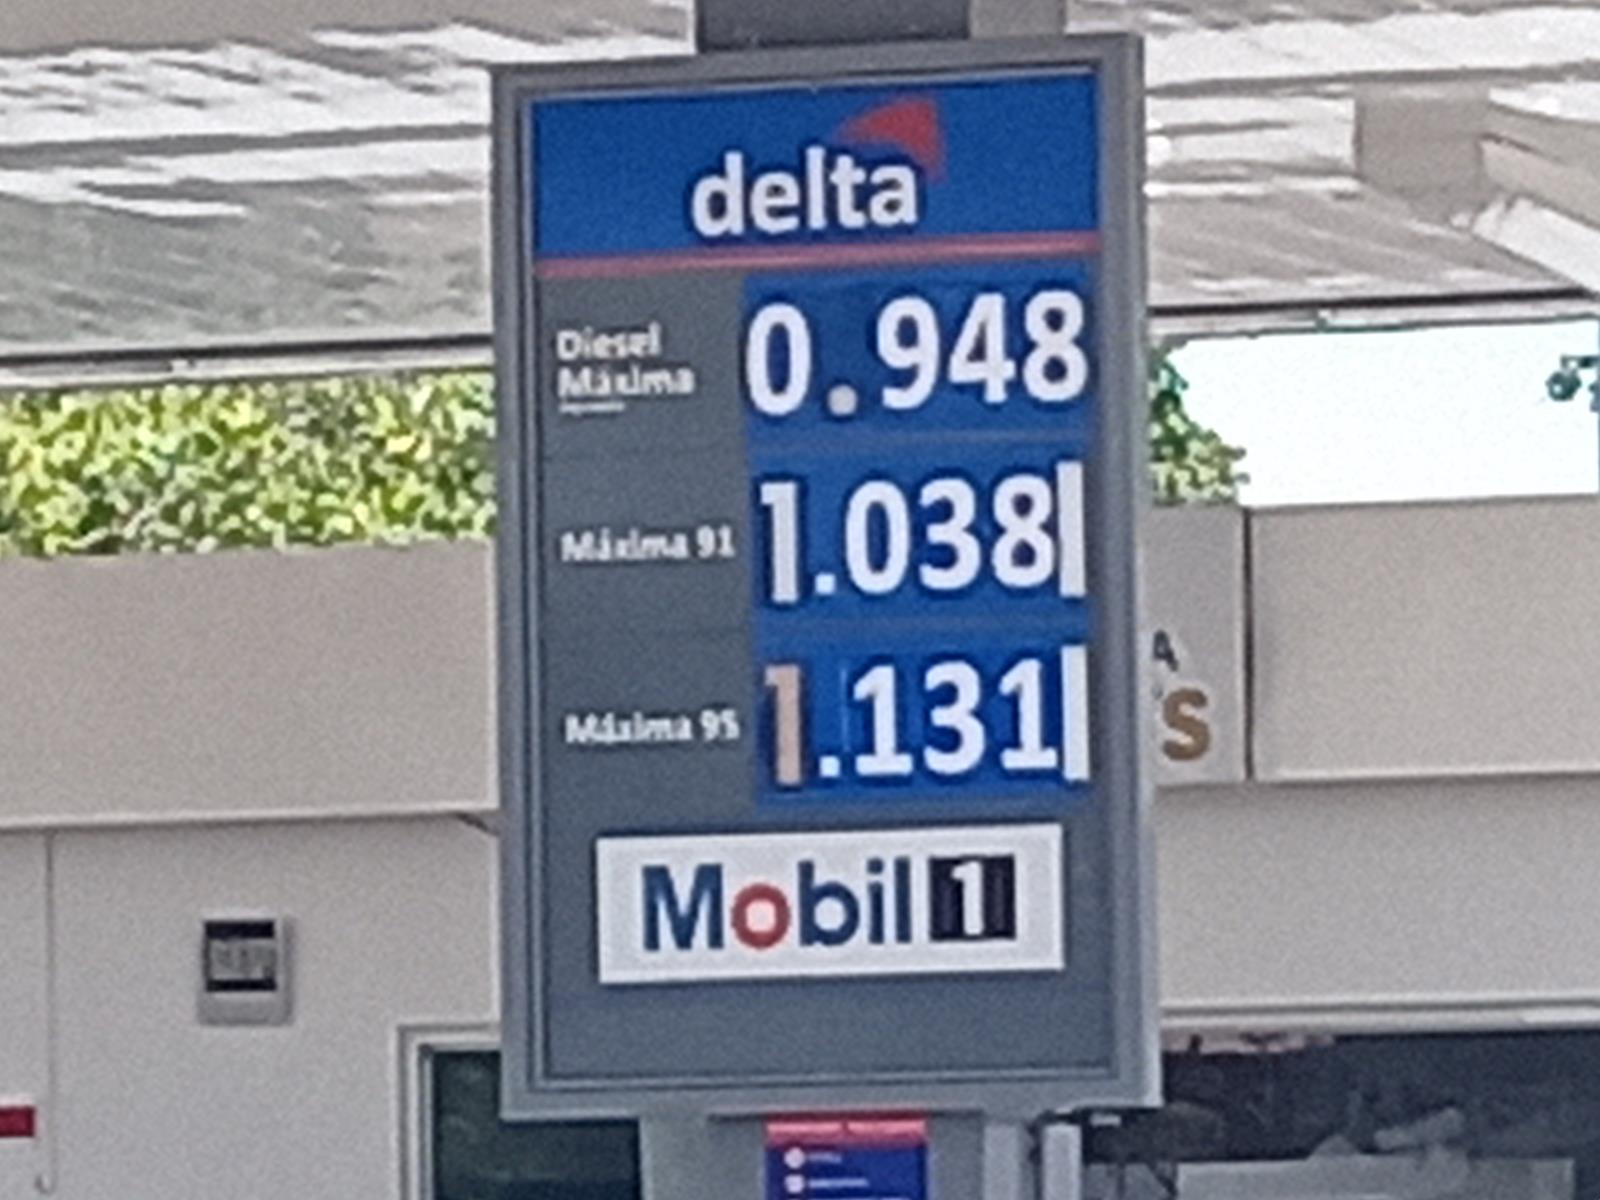 delta
Diesel
Máxima
0.948
Máxima 91
1.038
Máxima 95
1.131
Mobil 1
A
S